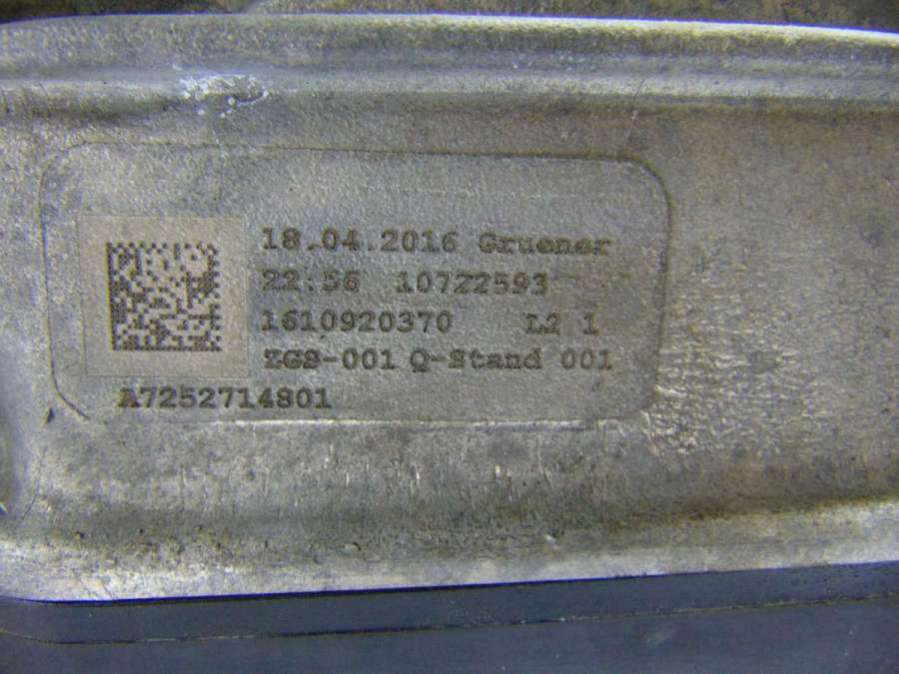 18.04.2016 Gruener
22:56 10722593
1610920370 L2 1
ZGS-001 Q-Stand 001
A7252714801